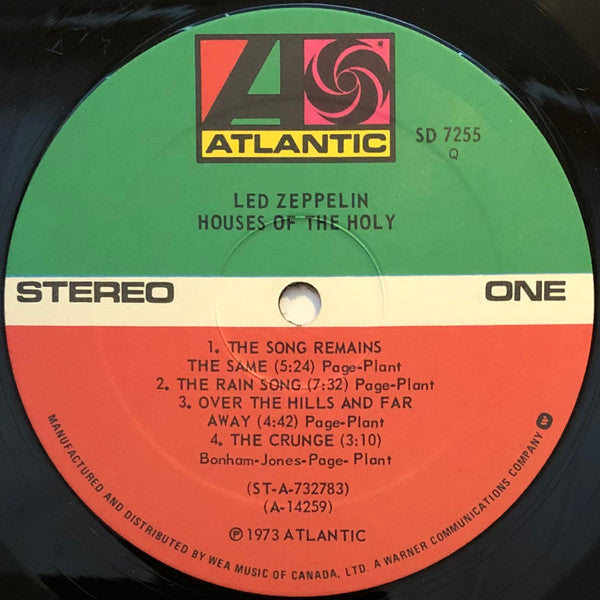 ATLANTIC
SD 7255
Q
LED ZEPPELIN
HOUSES OF THE HOLY
STEREO ONE
1. THE SONG REMAINS
THE SAME (5:24) Page-Plant
2. THE RAIN SONG (7:32) Page-Plant
3. OVER THE HILLS AND FAR
AWAY (4:42) Page-Plant
4. THE CRUNGE (3:10)
Bonham-Jones-Page- Plant
(ST-A-732783)
(A-14259)
℗ 1973 ATLANTIC
MANUFACTURED AND DISTRIBUTED BY WEA MUSIC OF CANADA, LTD. A WARNER COMMUNICATIONS COMPANY